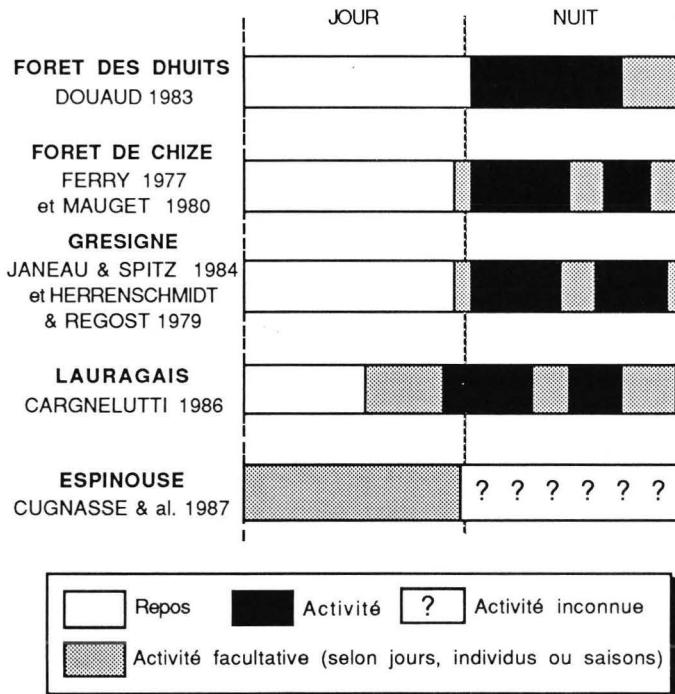 JOUR NUIT
FORET DES DHUITS
DOUAUD 1983
FORET DE CHIZE
FERRY 1977
et MAUGET 1980
GRESIGNE
JANEAU & SPITZ 1984
et HERRENSCHMIDT
& REGOST 1979
LAURAGAIS
CARGNELUTTI 1986
ESPINOUSE
CUGNASSE & al. 1987
? ? ? ? ? ?
Repos Activité ? Activité inconnue
Activité facultative (selon jours, individus ou saisons)